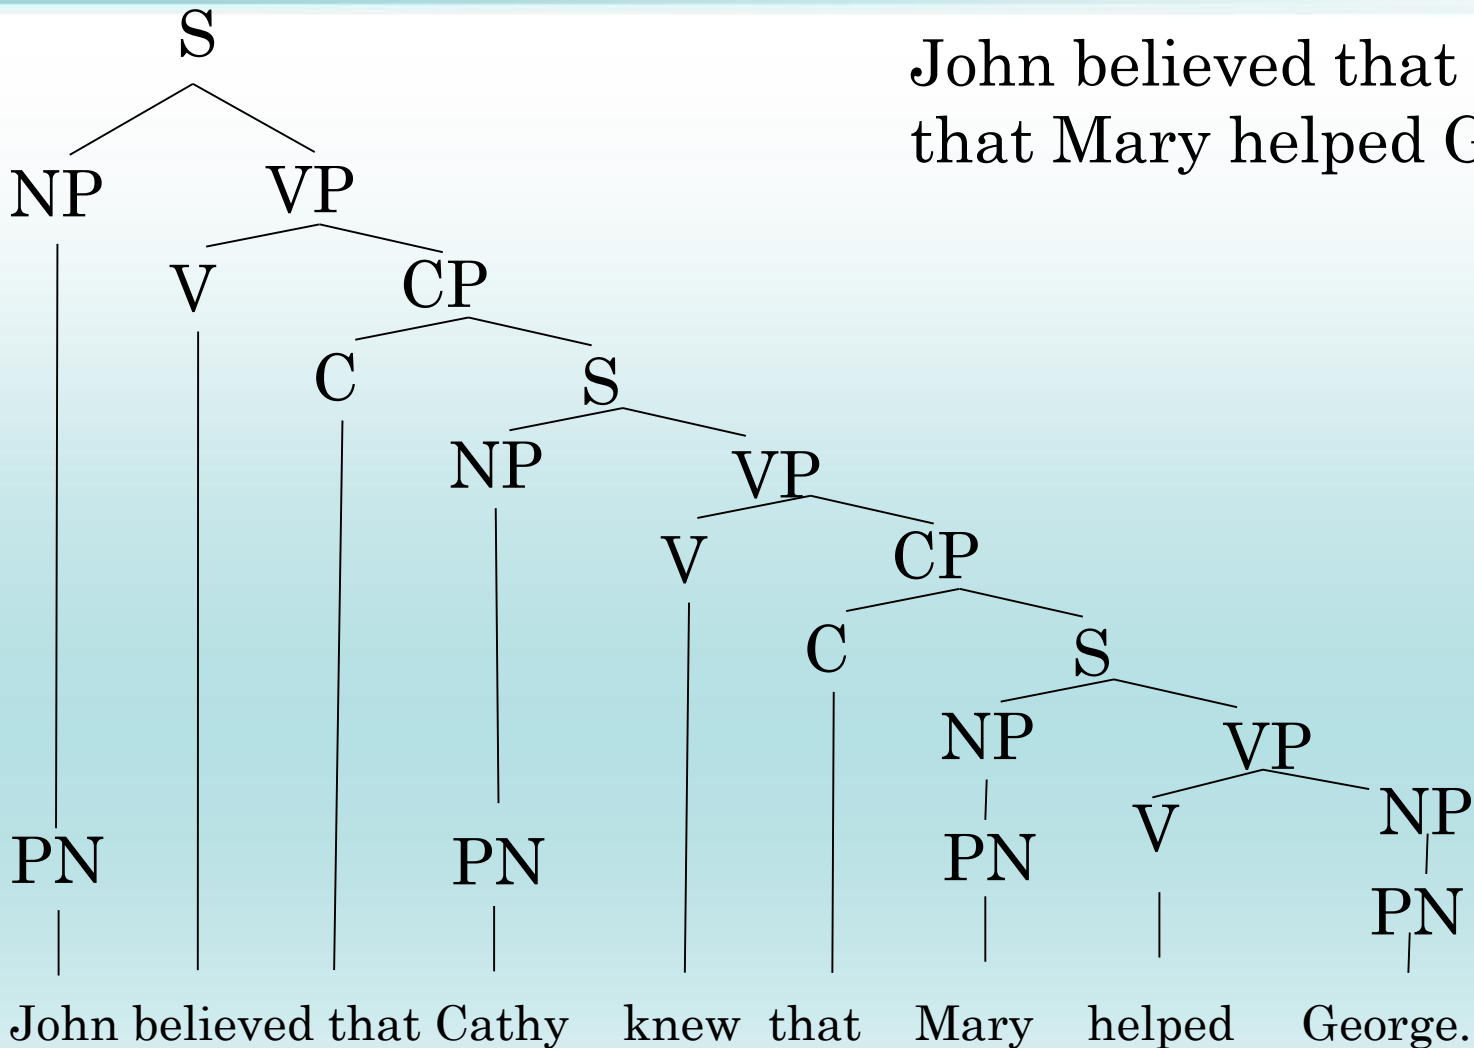 S
John believed that
that Mary helped G
NP VP
V CP
C S
NP VP
V CP
C S
NP VP
V NP
PN PN PN
PN
John believed that Cathy knew that Mary helped George.